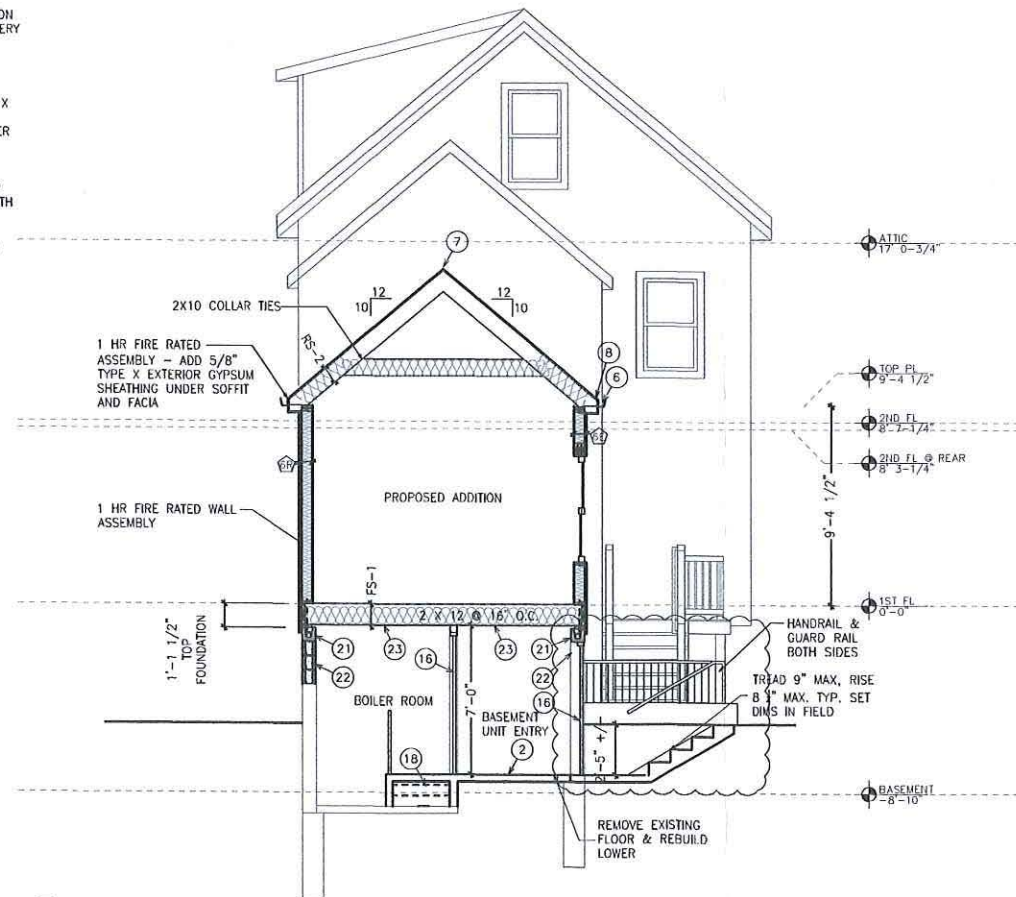 ON
ERY
X
ER
TH
ATTIC
17' 0-3/4"
7
12
10
12
10
2X10 COLLAR TIES
RS-2
1 HR FIRE RATED
ASSEMBLY - ADD 5/8"
TYPE X EXTERIOR GYPSUM
SHEATHING UNDER SOFFIT
AND FACIA
8
6
TOP PL
9'-4 1/2"
2ND FL
8'-7-1/4"
2ND FL @ REAR
8' 3-1/4"
6R
PROPOSED ADDITION
9'-4 1/2"
1 HR FIRE RATED WALL
ASSEMBLY
FS-1
2 X 12 @ 16" O.C.
1ST FL
0'-0"
1'-1 1/2"
TOP
FOUNDATION
21
22
23
16
23
21
22
16
HANDRAIL &
GUARD RAIL
BOTH SIDES
TREAD 9" MAX, RISE
MAX. TYP. SET
DIMS IN FIELD
BOILER ROOM
7'-0"
BASEMENT
UNIT ENTRY
2
-5" +/-
18
BASEMENT
-8'-10"
REMOVE EXISTING
FLOOR & REBUILD
LOWER